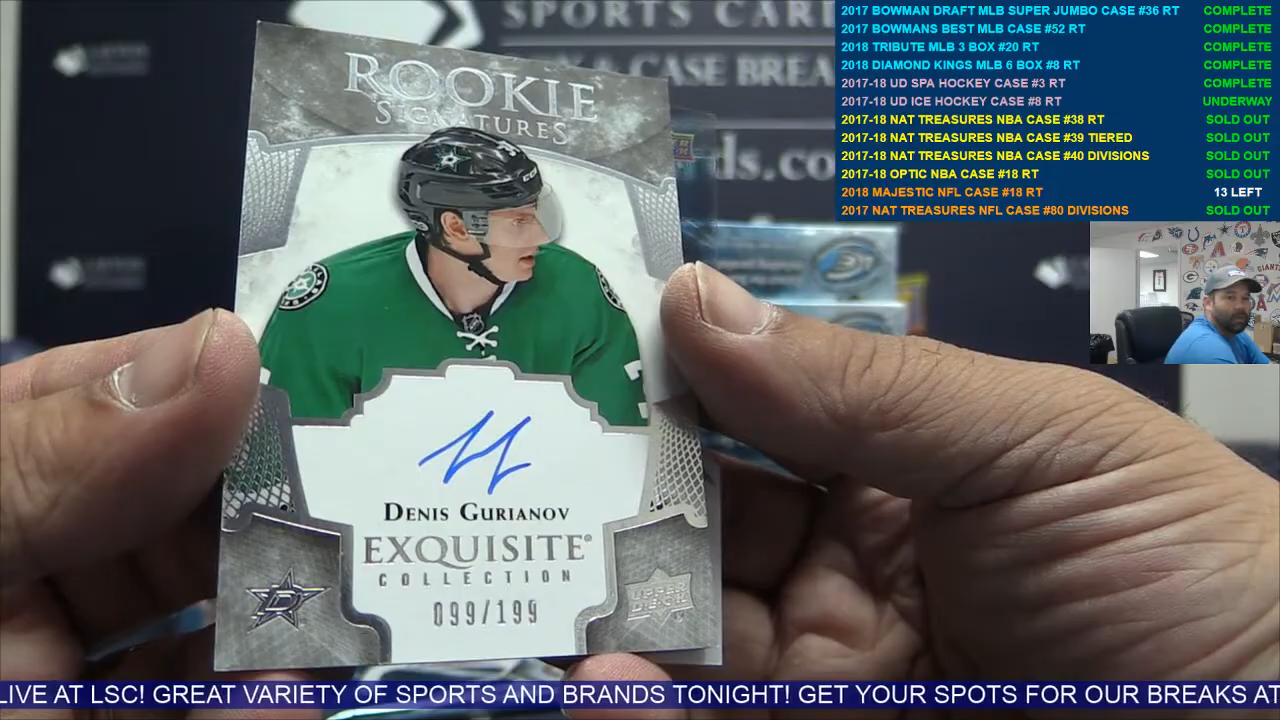 SPORTS CAR
& CASE BREA
ds.co
2017 BOWMAN DRAFT MLB SUPER JUMBO CASE #36 RT COMPLETE
2017 BOWMANS BEST MLB CASE #52 RT COMPLETE
2018 TRIBUTE MLB 3 BOX #20 RT COMPLETE
2018 DIAMOND KINGS MLB 6 BOX #8 RT COMPLETE
2017-18 UD SPA HOCKEY CASE #3 RT COMPLETE
2017-18 UD ICE HOCKEY CASE #8 RT UNDERWAY
2017-18 NAT TREASURES NBA CASE #38 RT SOLD OUT
2017-18 NAT TREASURES NBA CASE #39 TIERED SOLD OUT
2017-18 NAT TREASURES NBA CASE #40 DIVISIONS SOLD OUT
2017-18 OPTIC NBA CASE #18 RT SOLD OUT
2018 MAJESTIC NFL CASE #18 RT 13 LEFT
2017 NAT TREASURES NFL CASE #80 DIVISIONS SOLD OUT
ROOKIE
SIGNATURES
DENIS GURIANOV
EXQUISITE®
COLLECTION
099/199
UPPER
DECK
LIVE AT LSC! GREAT VARIETY OF SPORTS AND BRANDS TONIGHT! GET YOUR SPOTS FOR OUR BREAKS AT